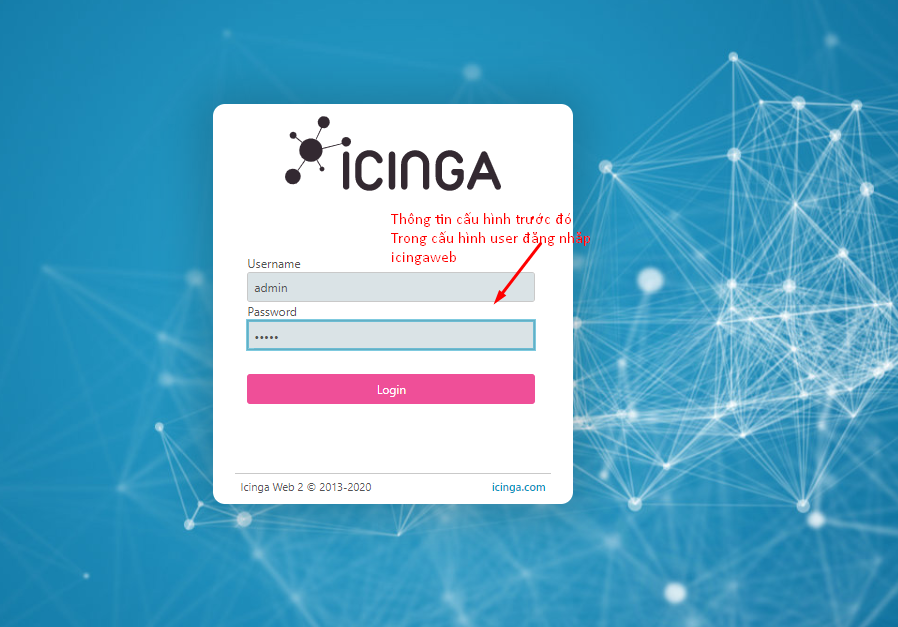 ICINGA
Thông tin cấu hình trước đó
Trong cấu hình user đăng nhập
icingaweb
Username
admin
Password
•••••
Login
Icinga Web 2 © 2013-2020
icinga.com